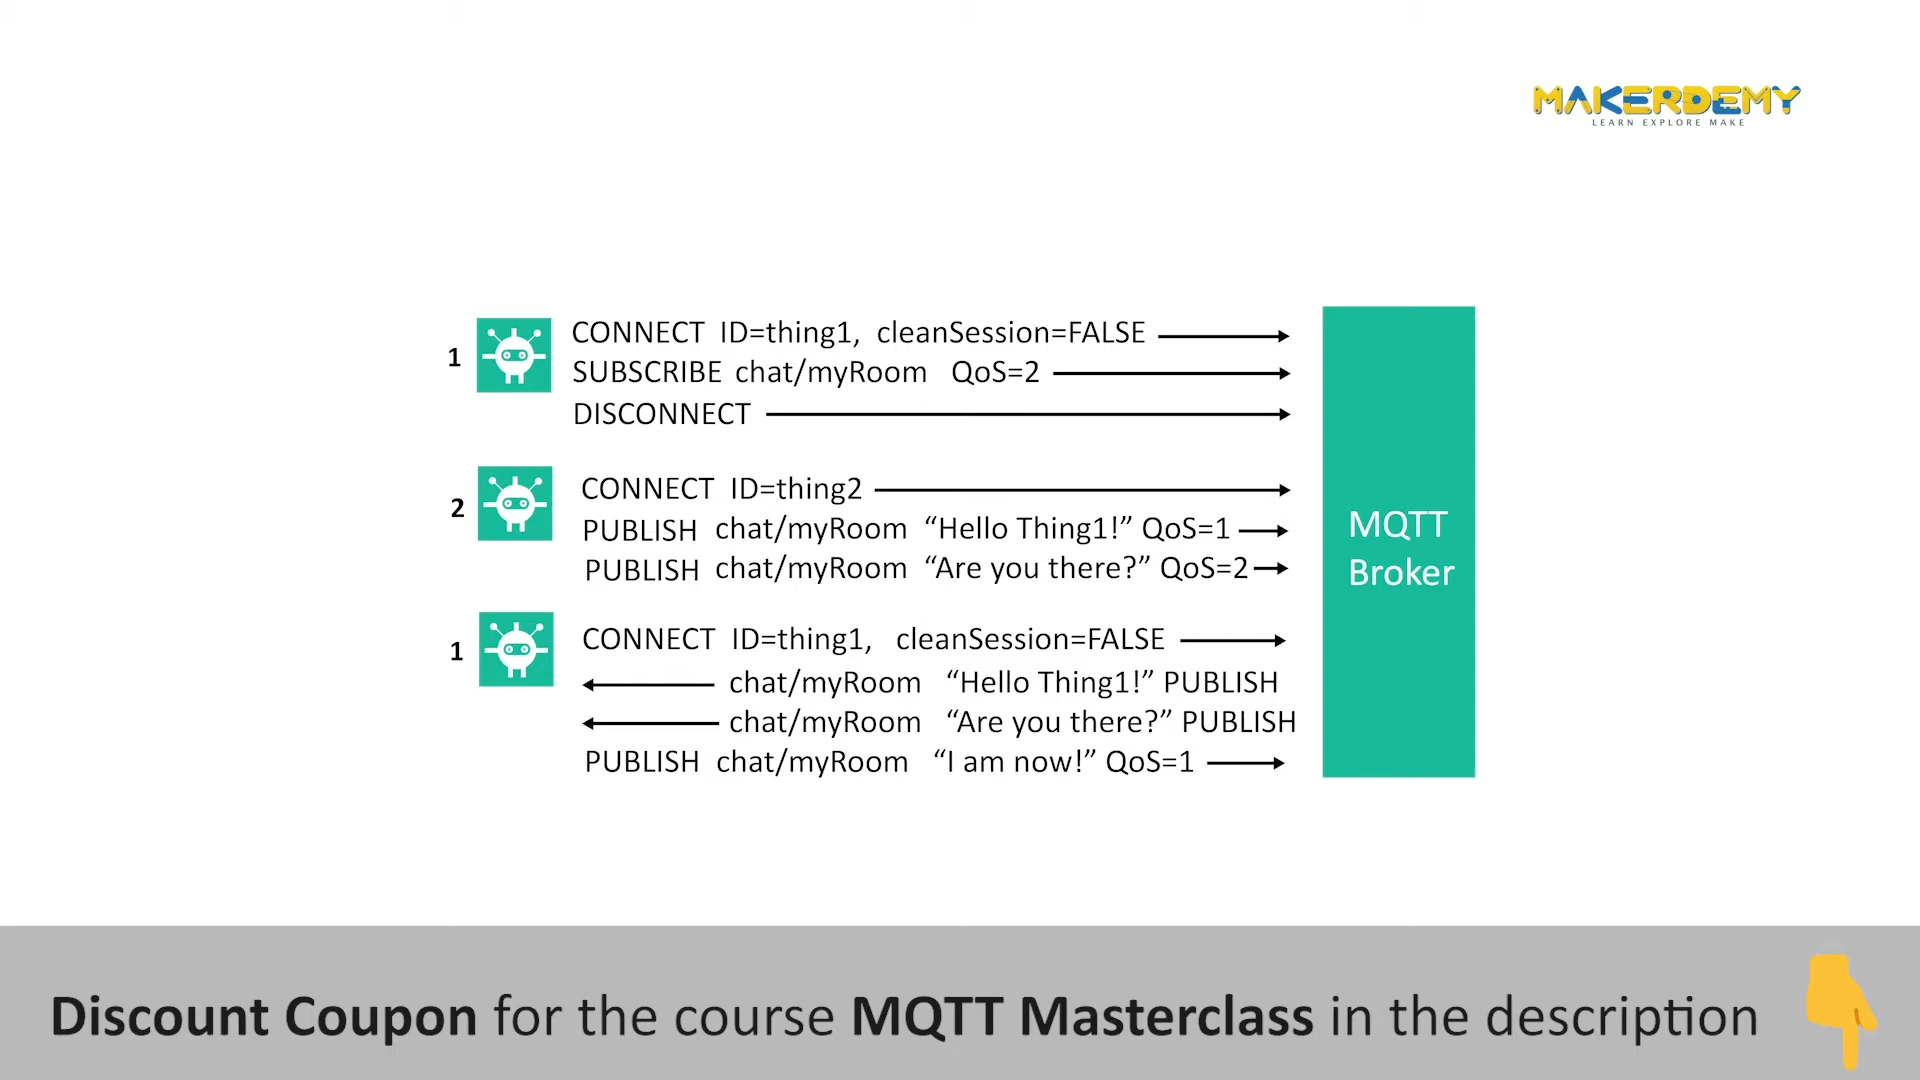 MAKERDEMY
LEARN EXPLORE MAKE
1
CONNECT ID=thing1, cleanSession=FALSE
SUBSCRIBE chat/myRoom QoS=2
DISCONNECT
2
CONNECT ID=thing2
PUBLISH chat/myRoom “Hello Thing1!” QoS=1
PUBLISH chat/myRoom “Are you there?” QoS=2
1
CONNECT ID=thing1, cleanSession=FALSE
chat/myRoom “Hello Thing1!” PUBLISH
chat/myRoom “Are you there?” PUBLISH
PUBLISH chat/myRoom “I am now!” QoS=1
MQTT
Broker
Discount Coupon for the course MQTT Masterclass in the description